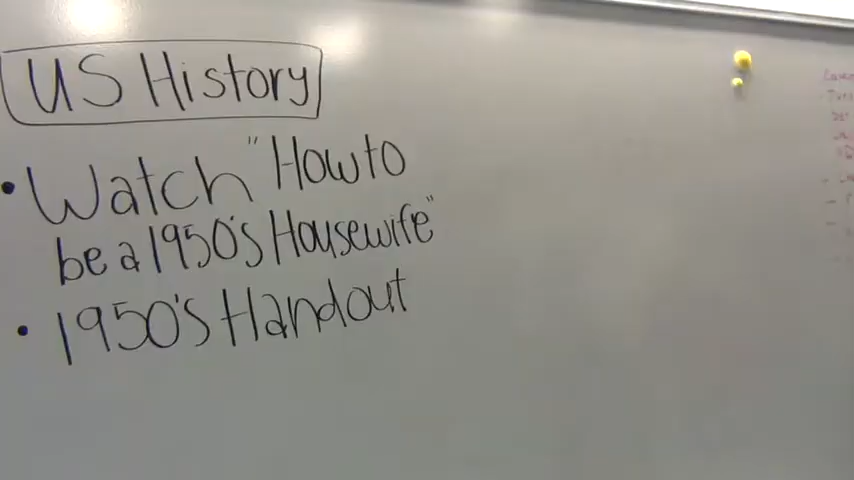 US History
• Watch "How to
be a 1950's Housewife"
• 1950's Handout